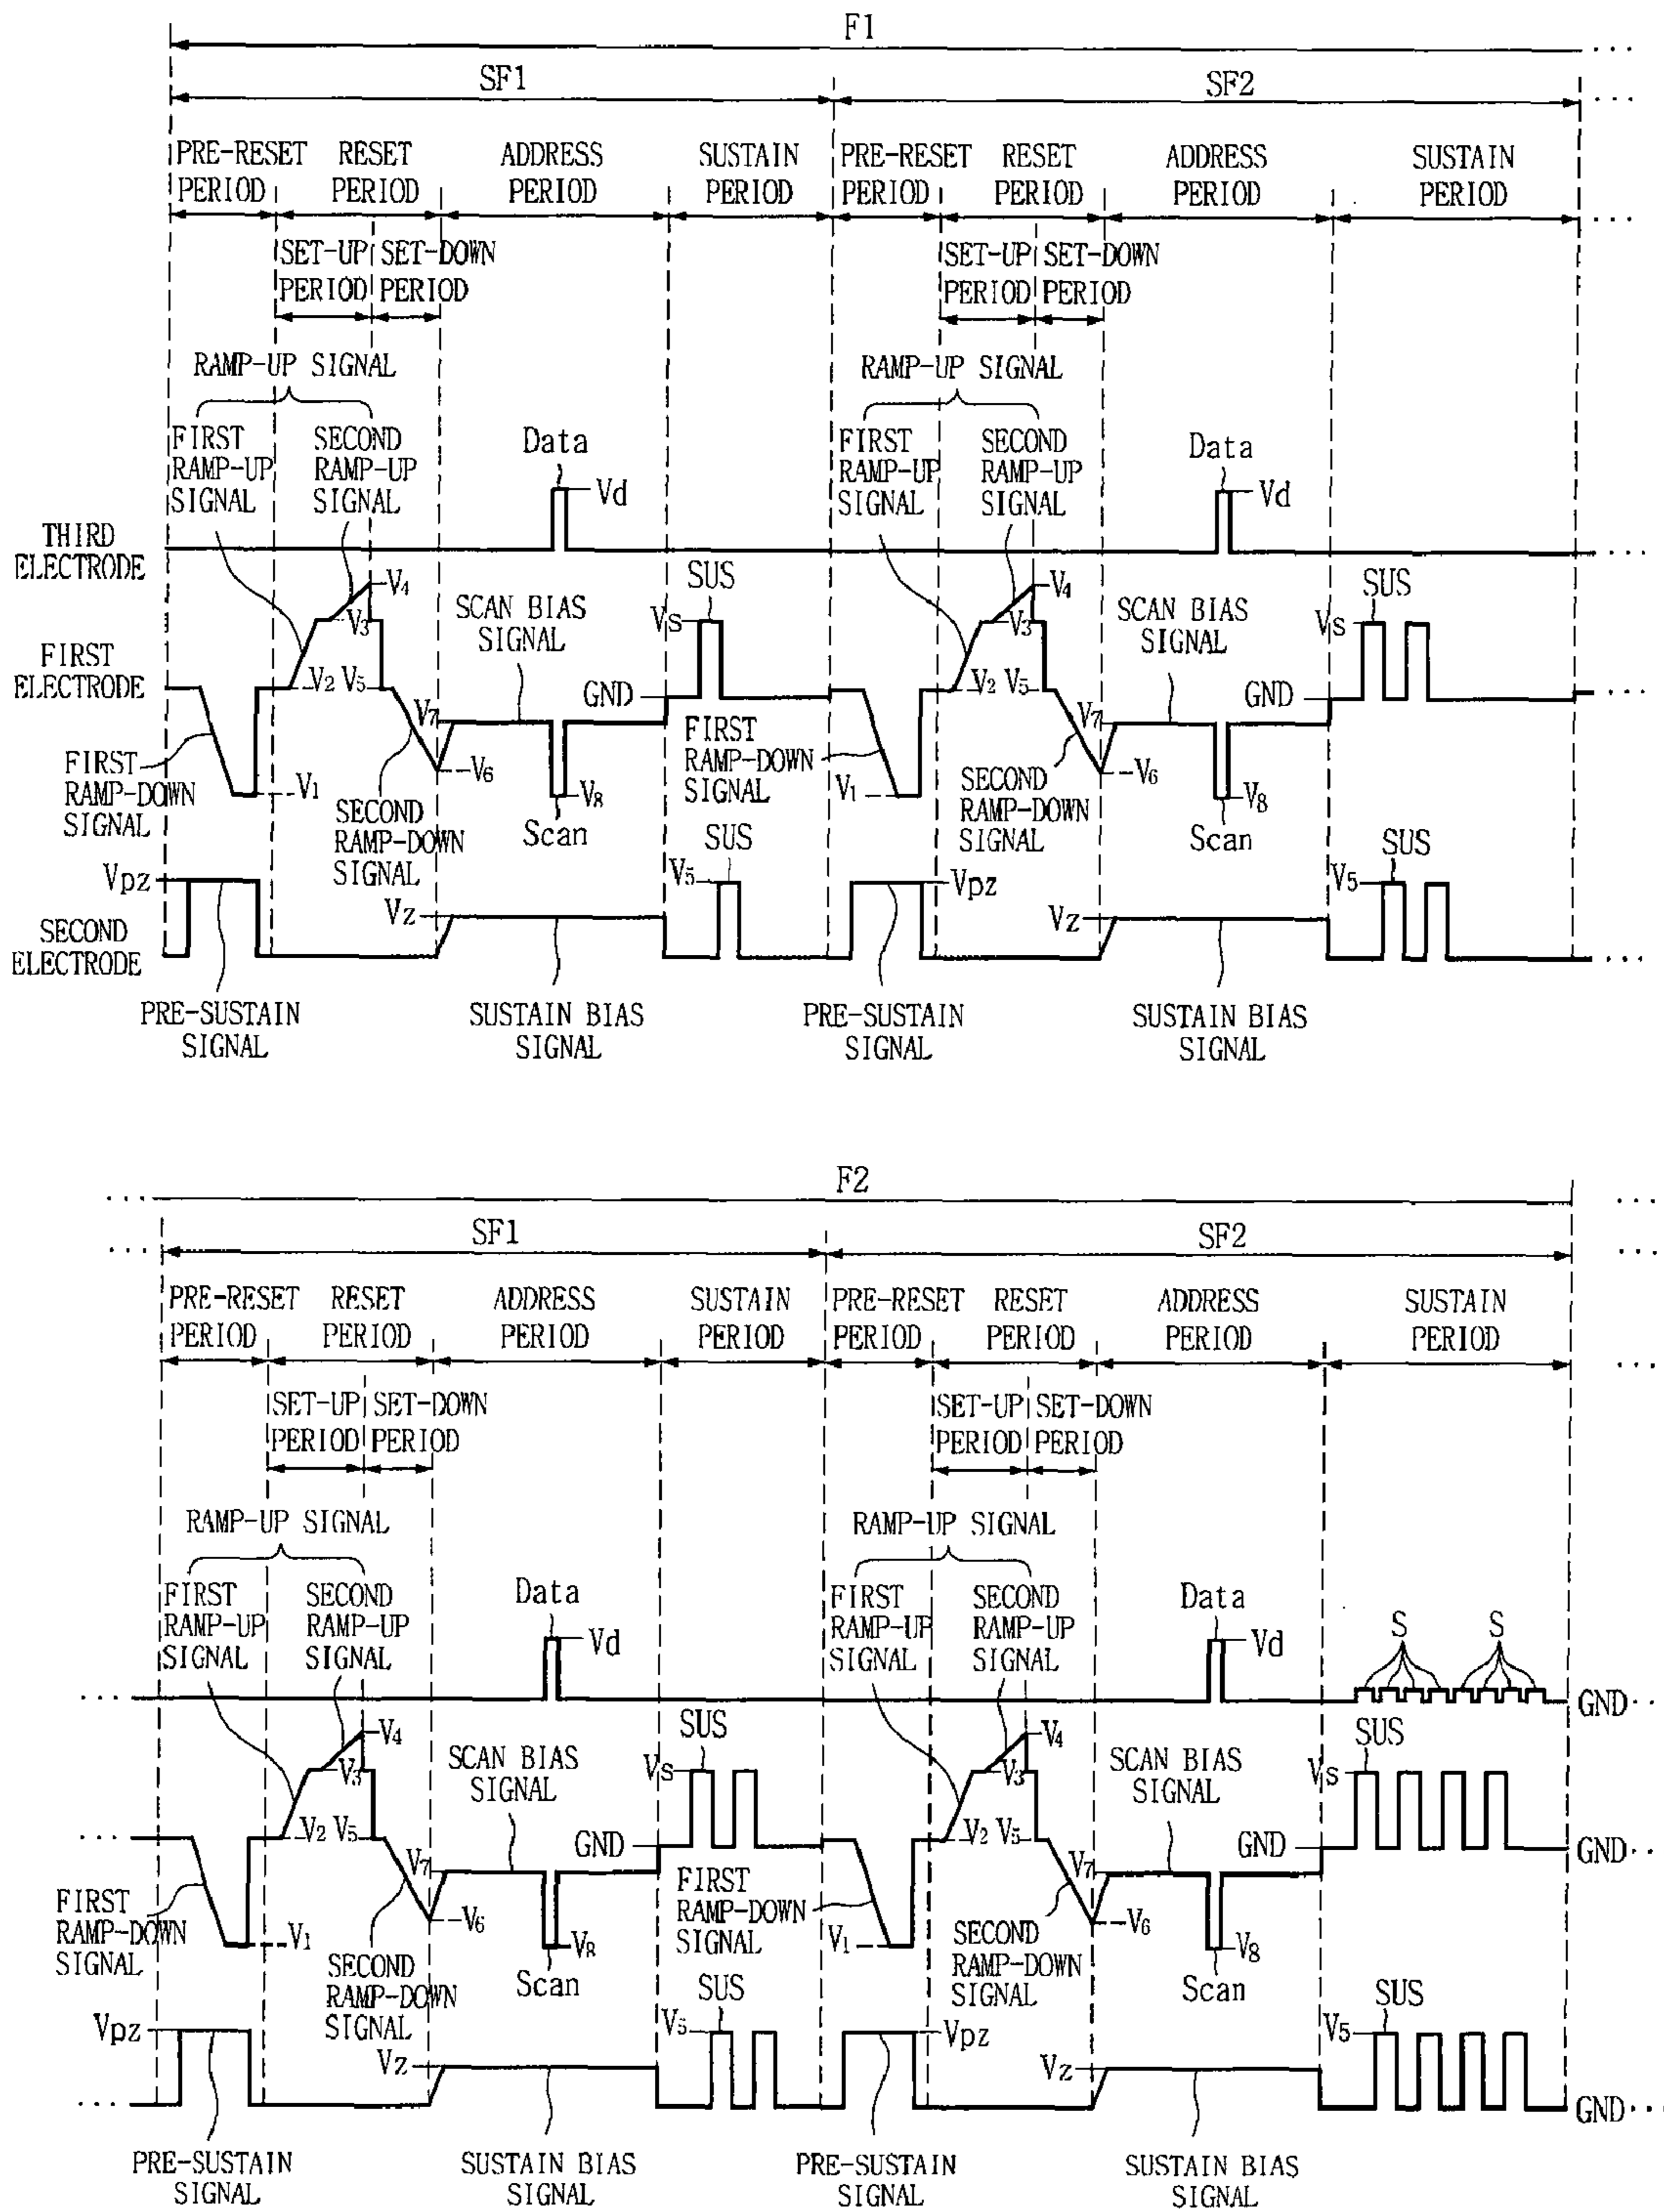 F1
SF1 SF2
PRE-RESET RESET ADDRESS SUSTAIN PRE-RESET RESET ADDRESS SUSTAIN
PERIOD PERIOD PERIOD PERIOD PERIOD PERIOD PERIOD PERIOD
SET-UP SET-DOWN SET-UP SET-DOWN
PERIOD PERIOD PERIOD PERIOD
RAMP-UP SIGNAL RAMP-UP SIGNAL
FIRST SECOND Data FIRST SECOND Data
RAMP-UP RAMP-UP RAMP-UP RAMP-UP
SIGNAL SIGNAL Vd SIGNAL SIGNAL Vd
THIRD
ELECTRODE
V4 SUS V4 SUS
SCAN BIAS SCAN BIAS
V3 SIGNAL Vs V3 SIGNAL Vs
FIRST
ELECTRODE V2 V5 GND V2 V5 GND
V7 V7
FIRST FIRST
RAMP-DOWN V6 RAMP-DOWN V6
SIGNAL V1 V8 SIGNAL V1 V8
SECOND Scan SECOND Scan
RAMP-DOWN SUS RAMP-DOWN SUS
SIGNAL SIGNAL
Vpz V5 Vpz V5
Vz Vz
SECOND
ELECTRODE
PRE-SUSTAIN SUSTAIN BIAS PRE-SUSTAIN SUSTAIN BIAS
SIGNAL SIGNAL SIGNAL SIGNAL
F2
SF1 SF2
PRE-RESET RESET ADDRESS SUSTAIN PRE-RESET RESET ADDRESS SUSTAIN
PERIOD PERIOD PERIOD PERIOD PERIOD PERIOD PERIOD PERIOD
SET-UP SET-DOWN SET-UP SET-DOWN
PERIOD PERIOD PERIOD PERIOD
RAMP-UP SIGNAL RAMP-UP SIGNAL
FIRST SECOND Data FIRST SECOND Data
RAMP-UP RAMP-UP RAMP-UP RAMP-UP S S
SIGNAL SIGNAL Vd SIGNAL SIGNAL Vd
GND
V4 SUS V4 SUS
SCAN BIAS SCAN BIAS
V3 SIGNAL Vs V3 SIGNAL Vs
V2 V5 GND V2 V5 GND GND
V7 V7
FIRST FIRST
RAMP-DOWN V6 RAMP-DOWN V6
SIGNAL V1 V8 SIGNAL V1 V8
SECOND Scan SECOND Scan
RAMP-DOWN SUS RAMP-DOWN SUS
SIGNAL SIGNAL
Vpz V5 Vpz V5
Vz Vz
GND
PRE-SUSTAIN SUSTAIN BIAS PRE-SUSTAIN SUSTAIN BIAS
SIGNAL SIGNAL SIGNAL SIGNAL